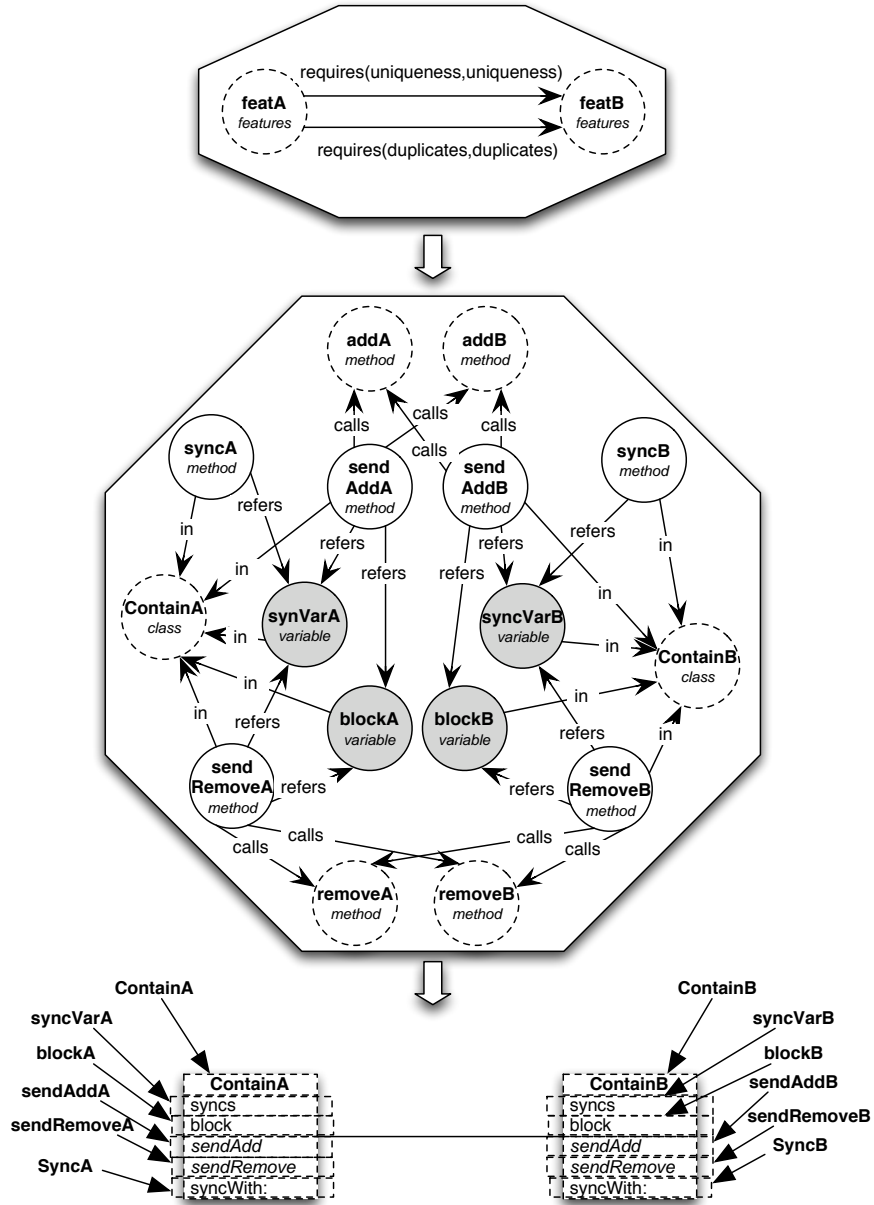 requires(uniqueness,uniqueness)
featA
features
featB
features
requires(duplicates,duplicates)
addA
method
addB
method
calls
calls
calls
calls
syncA
method
send
AddA
method
send
AddB
method
syncB
method
in
refers
in
refers
refers
refers
refers
in
refers
in
ContainA
class
synVarA
variable
in
syncVarB
variable
in
ContainB
class
in
blockA
variable
blockB
variable
in
in
refers
refers
in
send
RemoveA
method
refers
refers
send
RemoveB
method
calls
calls
calls
calls
removeA
method
removeB
method
ContainA
syncVarA
blockA
sendAddA
sendRemoveA
SyncA
ContainA
syncs
block
sendAdd
sendRemove
syncWith:
ContainB
syncVarB
blockB
sendAddB
sendRemoveB
SyncB
ContainB
syncs
block
sendAdd
sendRemove
syncWith: